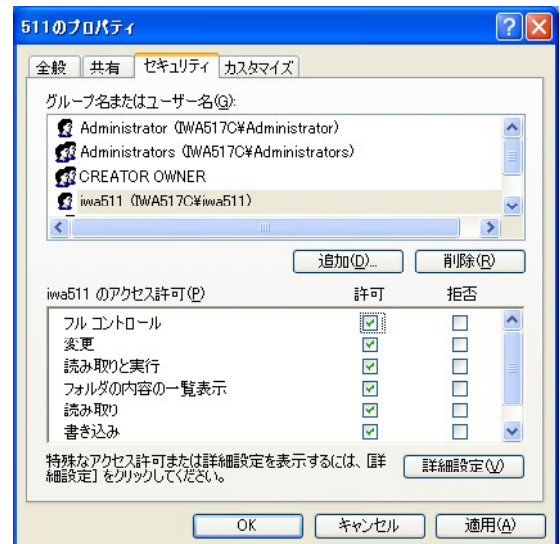 511のプロパティ
全般 共有 セキュリティ カスタマイズ
グループ名またはユーザー名(G):
Administrator (IWA517C¥Administrator)
Administrators (IWA517C¥Administrators)
CREATOR OWNER
iwa511 (IWA517C¥iwa511)
追加(D)... 削除(R)
iwa511 のアクセス許可(P) 許可 拒否
フル コントロール
変更
読み取りと実行
フォルダの内容の一覧表示
読み取り
書き込み
特殊なアクセス許可または詳細設定を表示するには、[詳
細設定] をクリックしてください。
詳細設定(V)
OK キャンセル 適用(A)